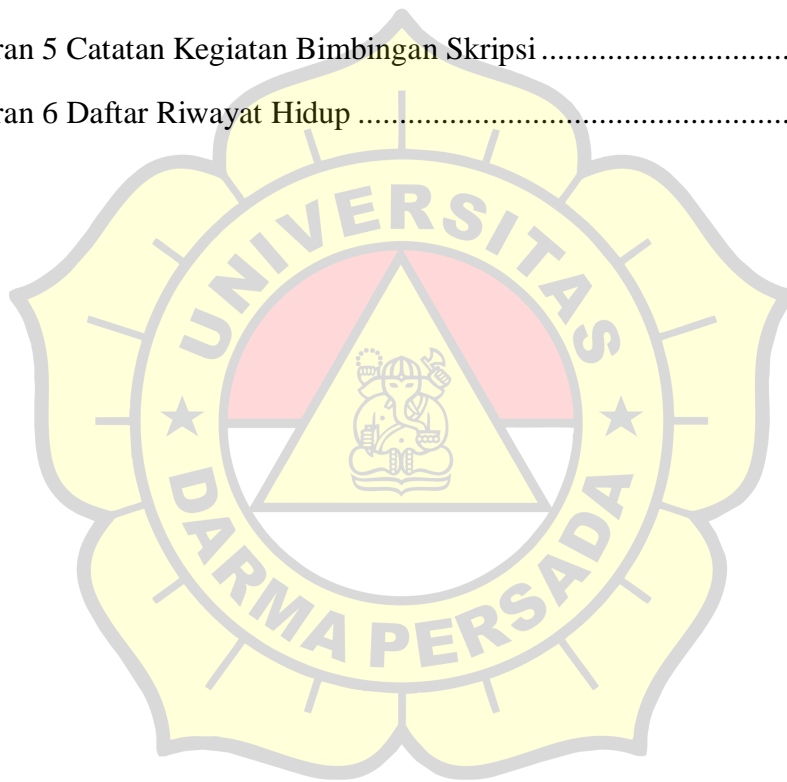 ran 5 Catatan Kegiatan Bimbingan Skripsi ..............................
ran 6 Daftar Riwayat Hidup .....................................................
UNIVERSITAS
DARMA PERSADA